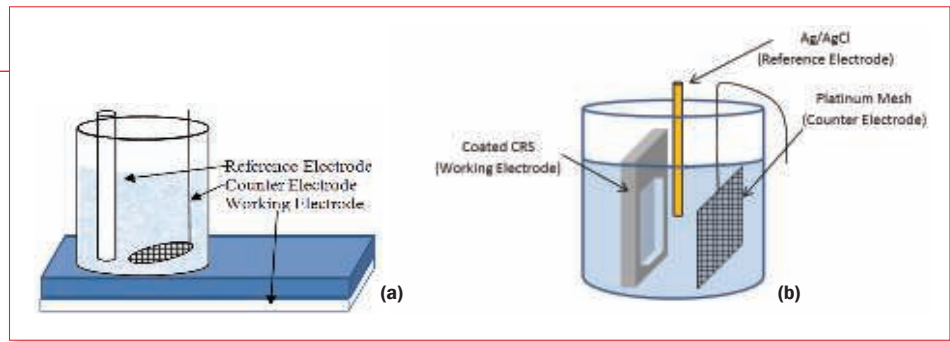 Reference Electrode
Counter Electrode
Working Electrode
(a)
Ag/AgCl
(Reference Electrode)
Platinum Mesh
(Counter Electrode)
Coated CRS
(Working Electrode)
(b)